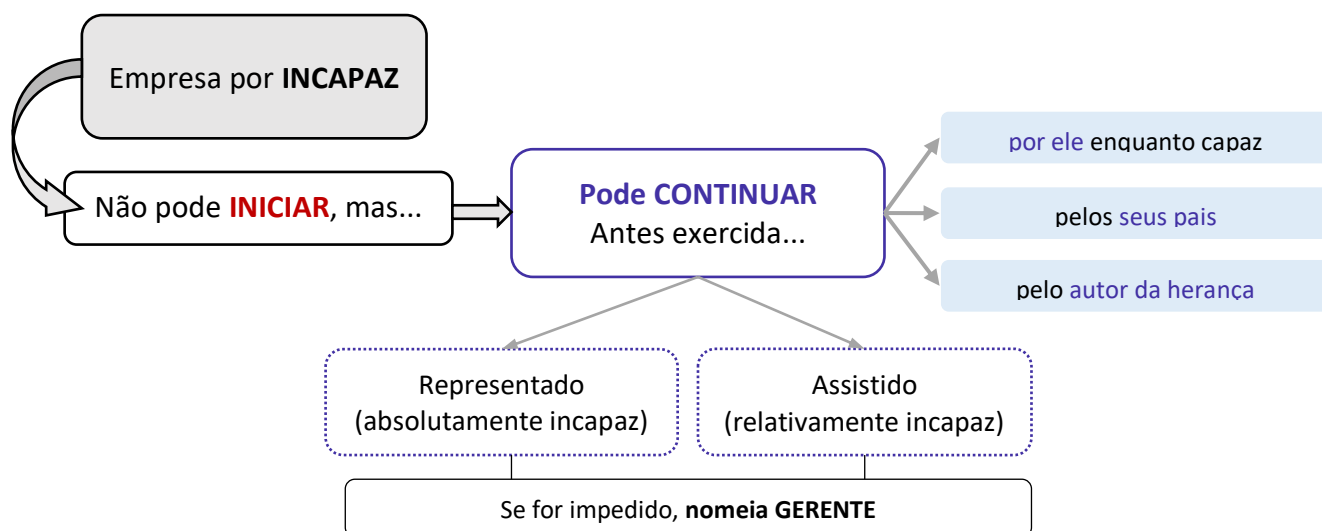 Empresa por INCAPAZ
Não pode INICIAR, mas...
Pode CONTINUAR
Antes exercida...
por ele enquanto capaz
pelos seus pais
pelo autor da herança
Representado
(absolutamente incapaz)
Assistido
(relativamente incapaz)
Se for impedido, nomeia GERENTE